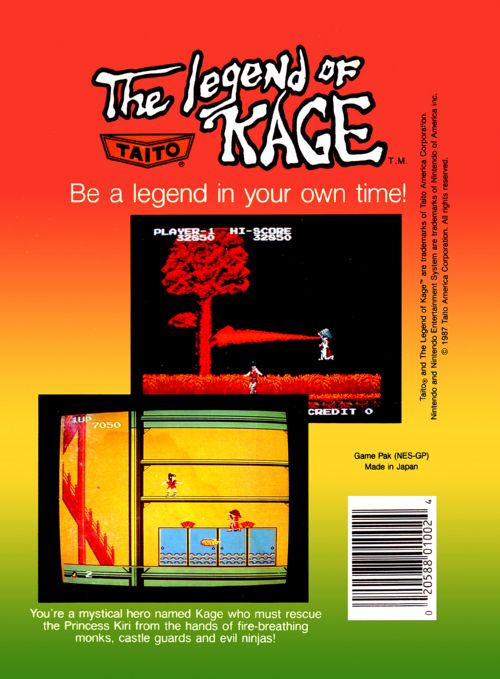 The Legend OF
KAGE T.M.
TAITO®
Be a legend in your own time!
PLAYER-1 HI-SCORE
32850 32850
CREDIT 0
1UP
7050
2
Taito® and The Legend of Kage™ are trademarks of Taito America Corporation.
Nintendo and Nintendo Entertainment System are trademarks of Nintendo of America Inc.
© 1987 Taito America Corporation. All rights reserved.
Game Pak (NES-GP)
Made in Japan
0 20588 01002 4
You're a mystical hero named Kage who must rescue
the Princess Kiri from the hands of fire-breathing
monks, castle guards and evil ninjas!